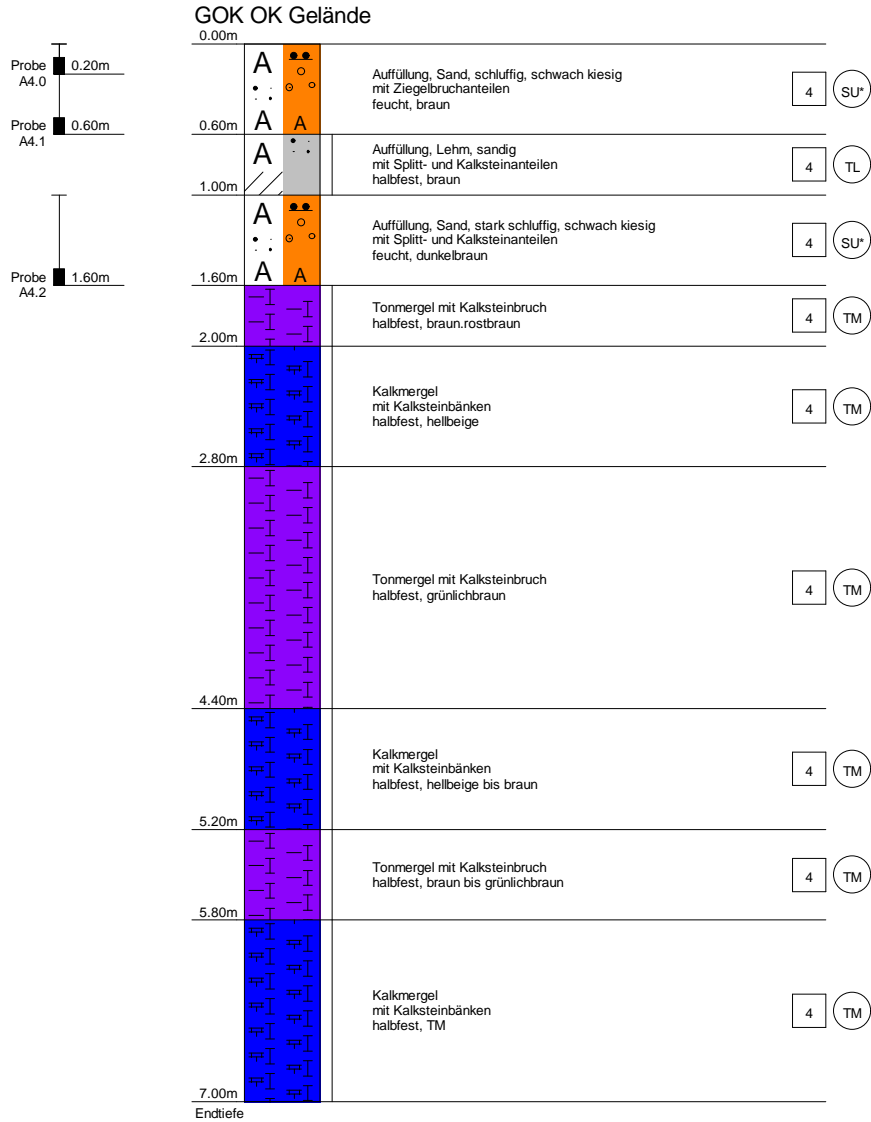 GOK OK Gelände
0.00m
Probe 0.20m
A4.0
A
A
A
Auffüllung, Sand, schluffig, schwach kiesig
mit Ziegelbruchanteilen
feucht, braun
4 SU*
Probe 0.60m
A4.1
0.60m
A
Auffüllung, Lehm, sandig
mit Splitt- und Kalksteinanteilen
halbfest, braun
4 TL
1.00m
A
A
A
Auffüllung, Sand, stark schluffig, schwach kiesig
mit Splitt- und Kalksteinanteilen
feucht, dunkelbraun
4 SU*
Probe 1.60m
A4.2
1.60m
Tonmergel mit Kalksteinbruch
halbfest, braun.rostbraun
4 TM
2.00m
Kalkmergel
mit Kalksteinbänken
halbfest, hellbeige
4 TM
2.80m
Tonmergel mit Kalksteinbruch
halbfest, grünlichbraun
4 TM
4.40m
Kalkmergel
mit Kalksteinbänken
halbfest, hellbeige bis braun
4 TM
5.20m
Tonmergel mit Kalksteinbruch
halbfest, braun bis grünlichbraun
4 TM
5.80m
Kalkmergel
mit Kalksteinbänken
halbfest, TM
4 TM
7.00m
Endtiefe